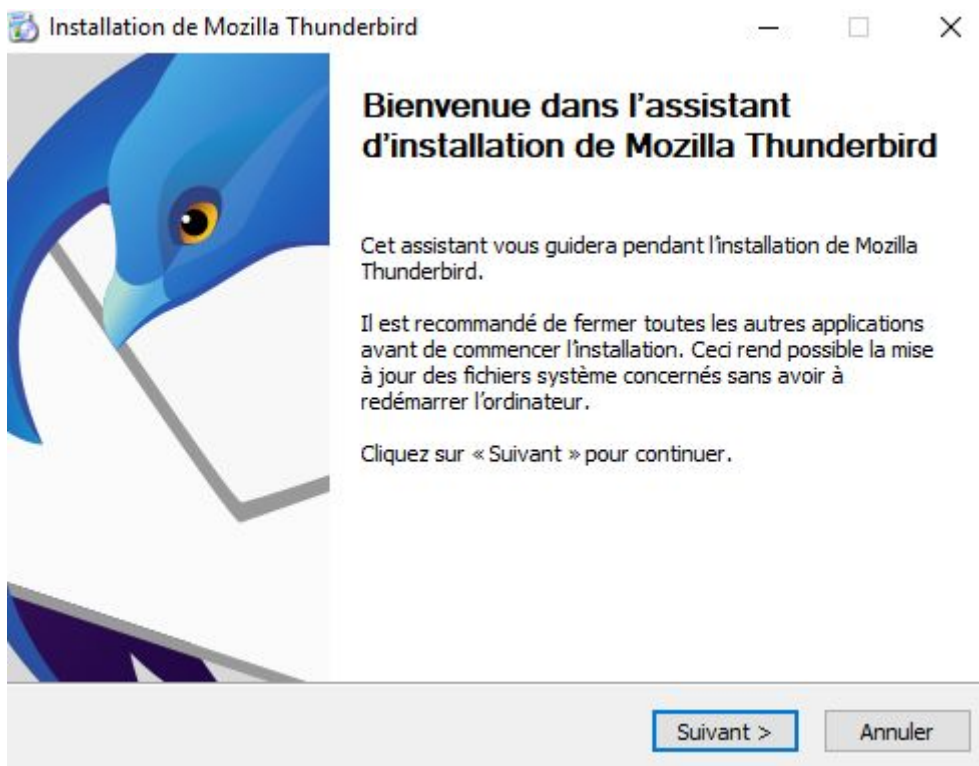 Installation de Mozilla Thunderbird
Bienvenue dans l’assistant
d’installation de Mozilla Thunderbird
Cet assistant vous guidera pendant l’installation de Mozilla
Thunderbird.
Il est recommandé de fermer toutes les autres applications
avant de commencer l’installation. Ceci rend possible la mise
à jour des fichiers système concernés sans avoir à
redémarrer l’ordinateur.
Cliquez sur « Suivant » pour continuer.
Suivant >
Annuler